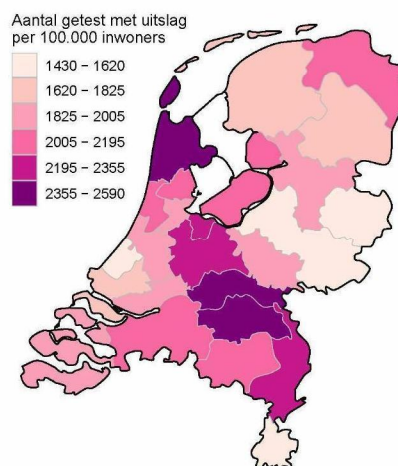 Aantal getest met uitslag
per 100.000 inwoners
1430 – 1620
1620 – 1825
1825 – 2005
2005 – 2195
2195 – 2355
2355 – 2590